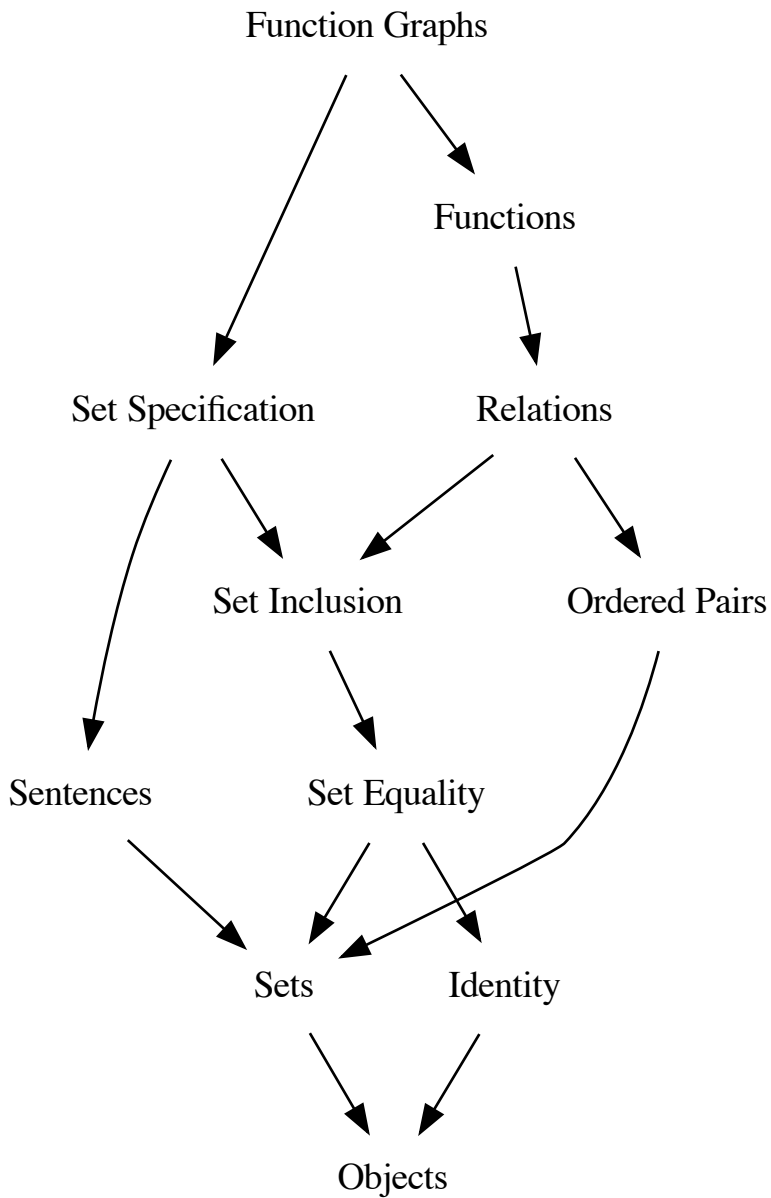 Function Graphs
Functions
Set Specification
Relations
Set Inclusion
Ordered Pairs
Sentences
Set Equality
Sets
Identity
Objects